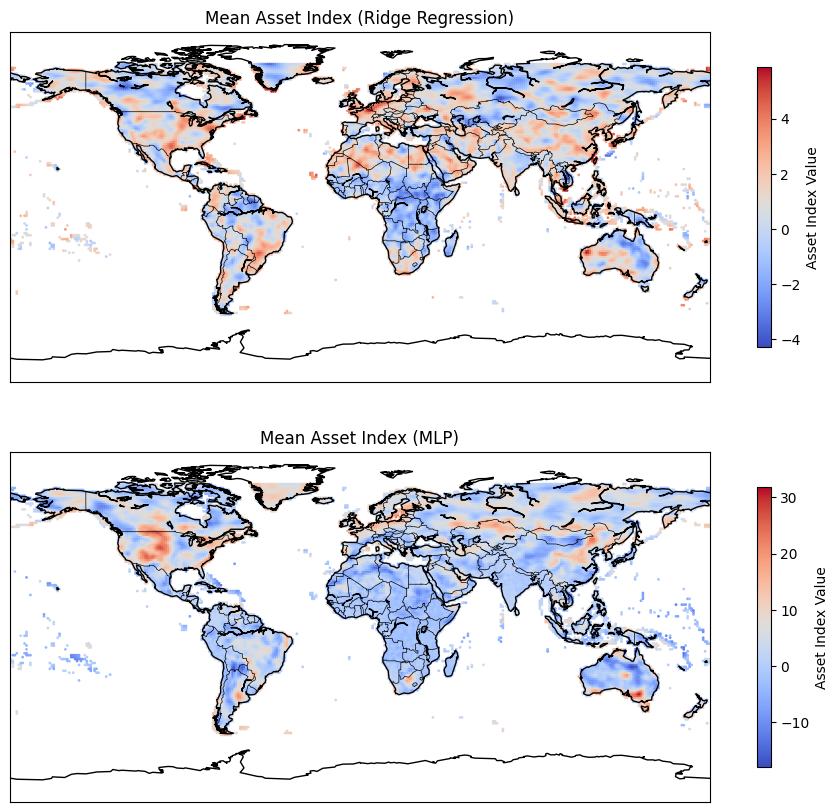 Mean Asset Index (Ridge Regression)
4
2
0
−2
−4
Asset Index Value
Mean Asset Index (MLP)
30
20
10
0
−10
Asset Index Value